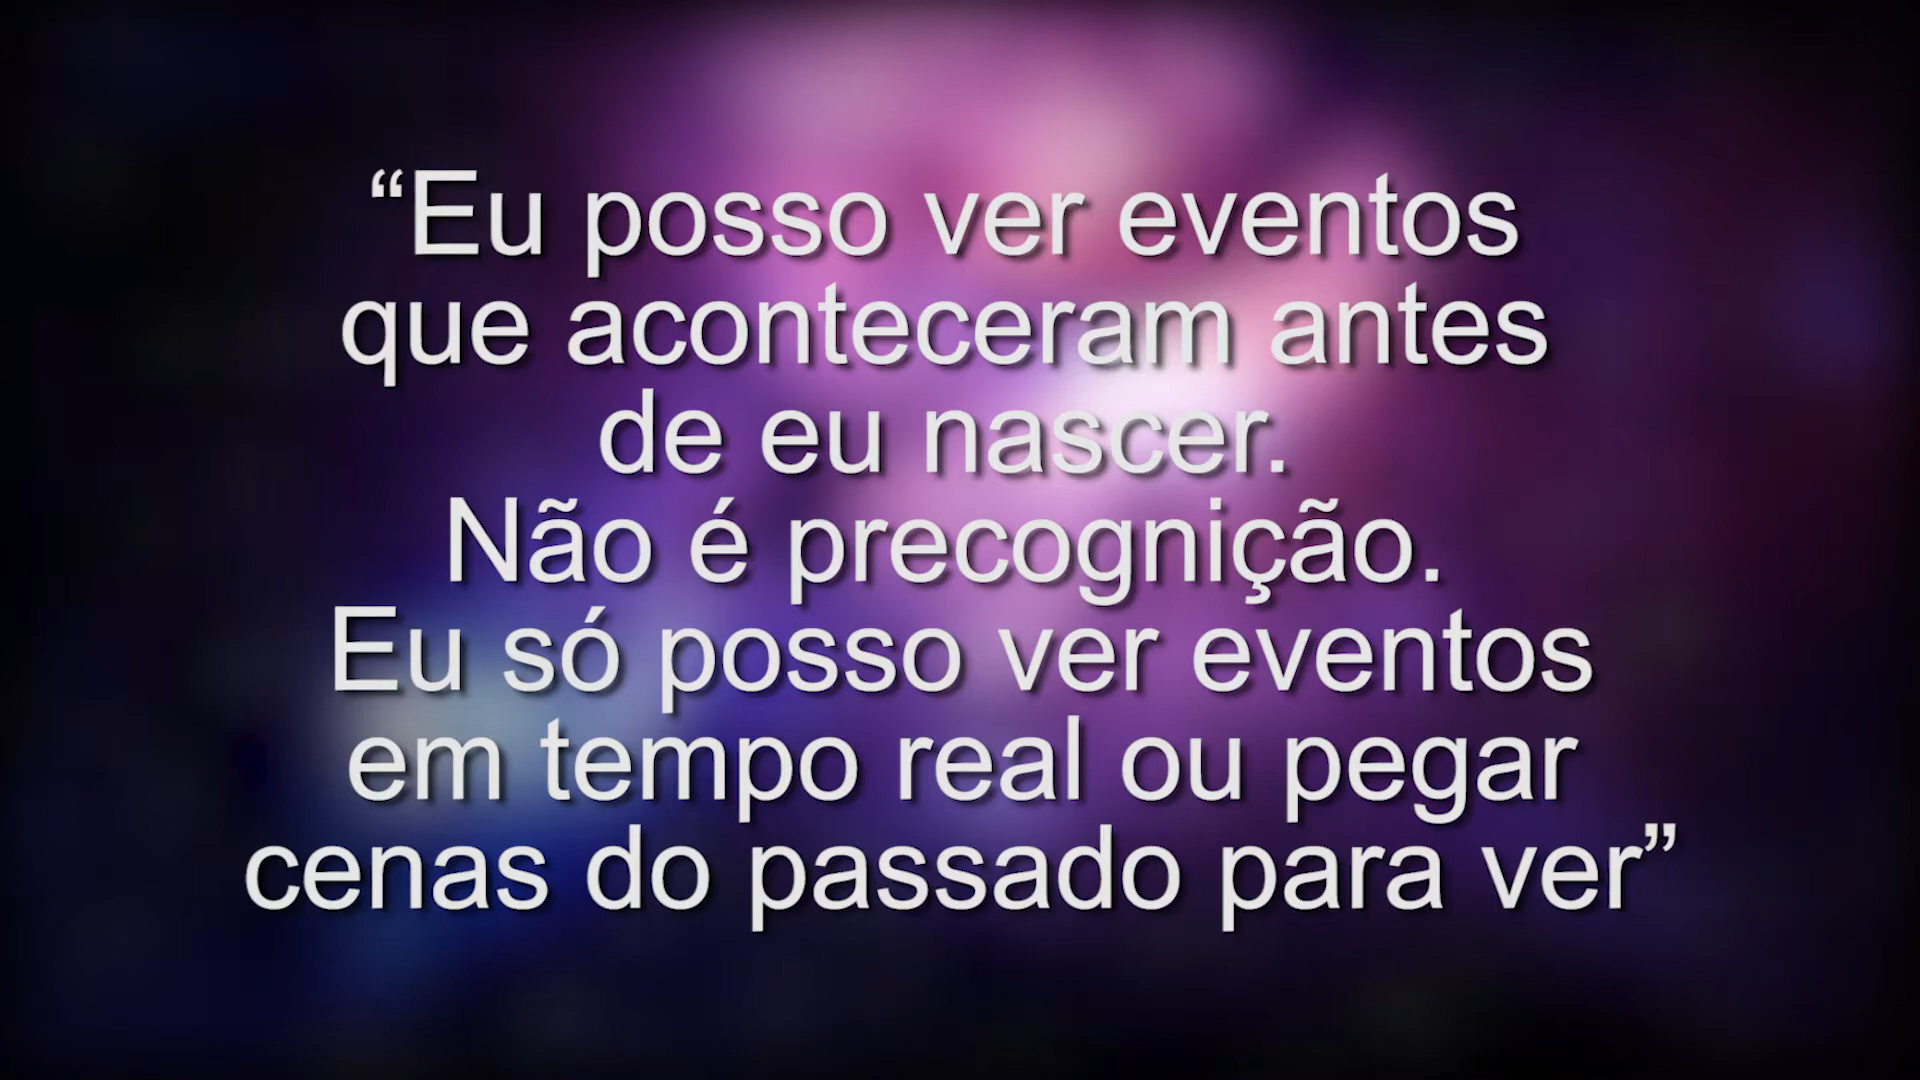 “Eu posso ver eventos
que aconteceram antes
de eu nascer.
Não é precognição.
Eu só posso ver eventos
em tempo real ou pegar
cenas do passado para ver”